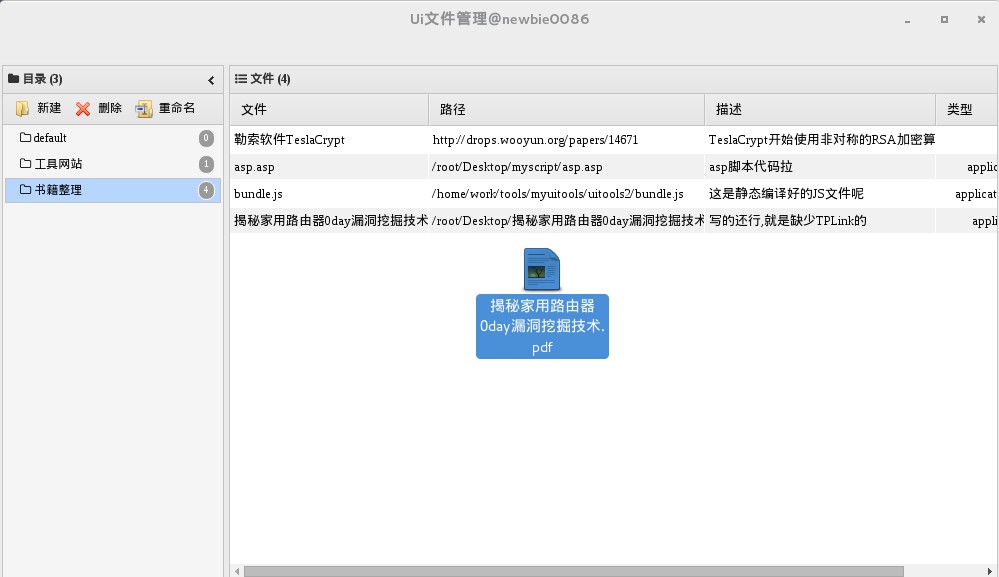 Ui文件管理@newbie0086
目录 (3)
新建 删除 重命名
default 0
工具网站 1
书籍整理 4
文件 (4)
文件 路径 描述 类型
勒索软件TeslaCrypt http://drops.wooyun.org/papers/14671 TeslaCrypt开始使用非对称的RSA加密算
asp.asp /root/Desktop/myscript/asp.asp asp脚本代码拉 applic
bundle.js /home/work/tools/myuitools/uitools2/bundle.js 这是静态编译好的JS文件呢 applicat
揭秘家用路由器0day漏洞挖掘技术 /root/Desktop/揭秘家用路由器0day漏洞挖掘技术 写的还行,就是缺少TPLink的 appli
揭秘家用路由器
0day漏洞挖掘技术.
pdf